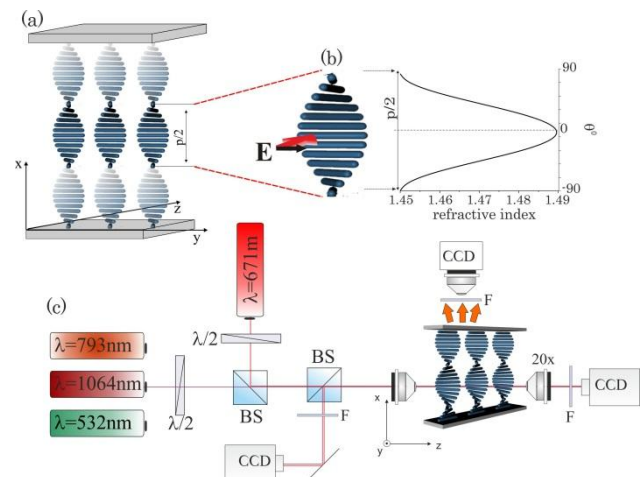 (a)
x
z
y
p/2
(b)
E
p/2
90
0
-90
θ°
1.45 1.46 1.47 1.48 1.49
refractive index
(c)
λ=671m
λ/2
λ=793nm
λ=1064nm
λ=532nm
λ/2
BS
BS
F
CCD
CCD
F
x
y
z
20x
F
CCD